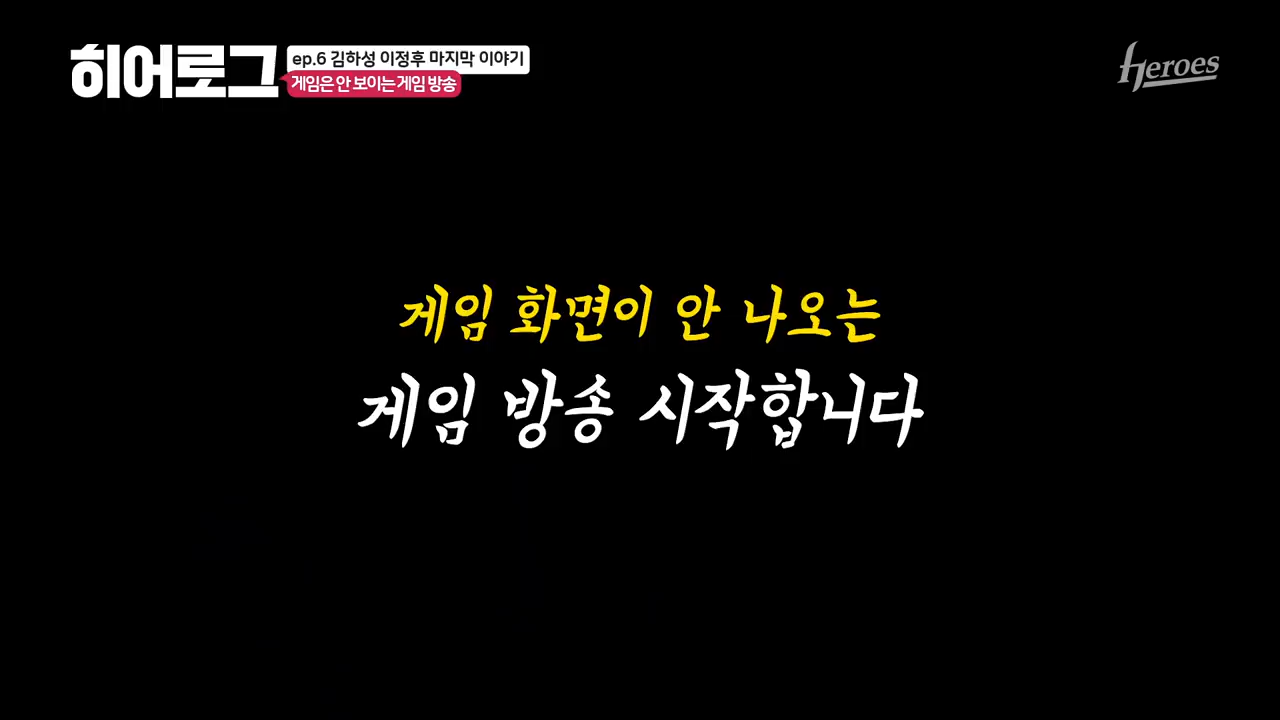 히어로그
ep.6 김하성 이정후 마지막 이야기
게임은 안 보이는 게임 방송
Heroes
게임 화면이 안 나오는
게임 방송 시작합니다